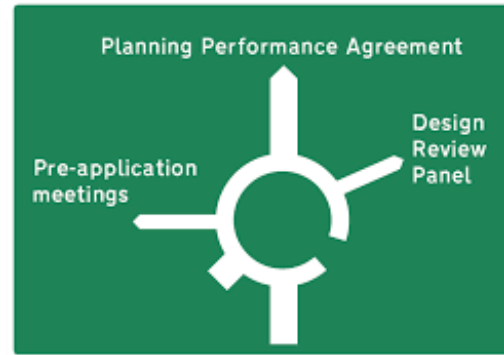 Planning Performance Agreement
Design
Review
Panel
Pre-application
meetings